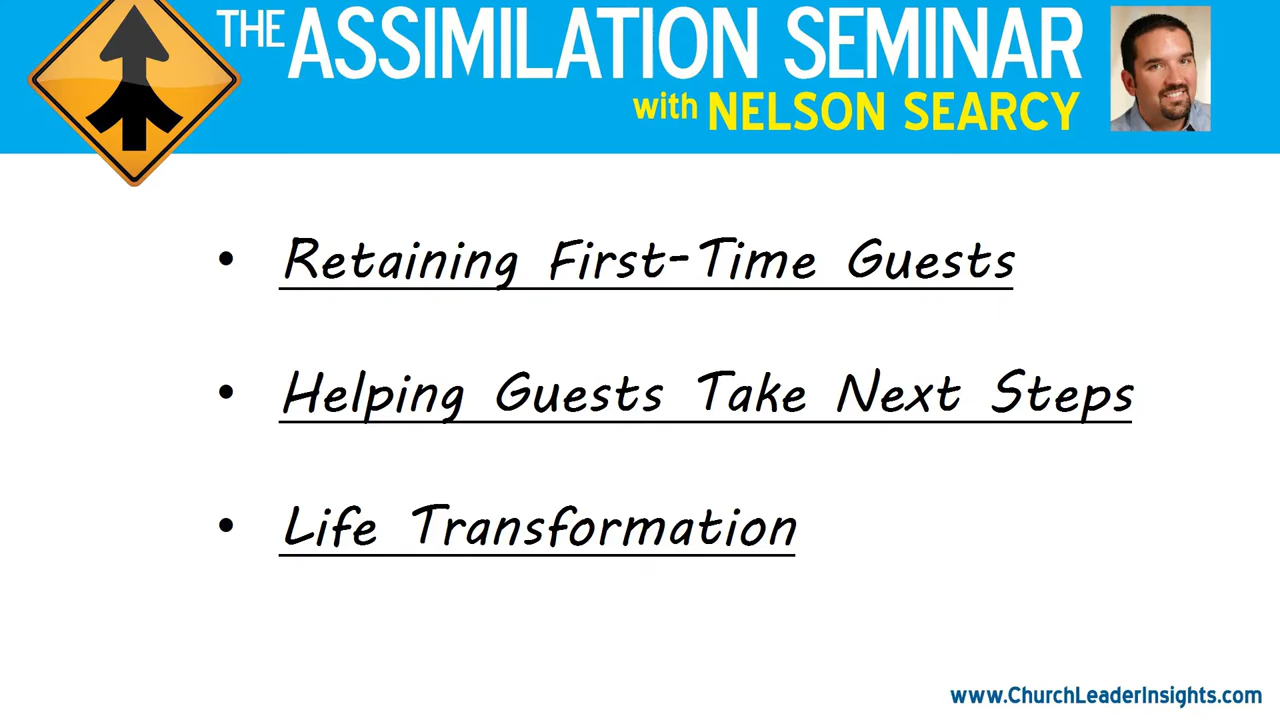 THE ASSIMILATION SEMINAR
with NELSON SEARCY
• Retaining First-Time Guests
• Helping Guests Take Next Steps
• Life Transformation
www.ChurchLeaderInsights.com